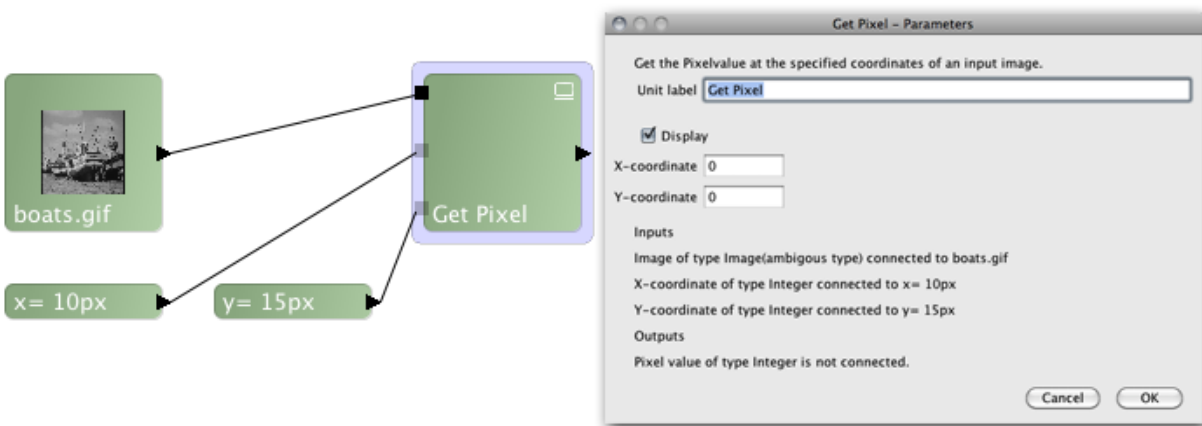 boats.gif
x= 10px
y= 15px
Get Pixel
Get Pixel – Parameters
Get the Pixelvalue at the specified coordinates of an input image.
Unit label Get Pixel
Display
X-coordinate 0
Y-coordinate 0
Inputs
Image of type Image(ambigous type) connected to boats.gif
X-coordinate of type Integer connected to x= 10px
Y-coordinate of type Integer connected to y= 15px
Outputs
Pixel value of type Integer is not connected.
Cancel OK